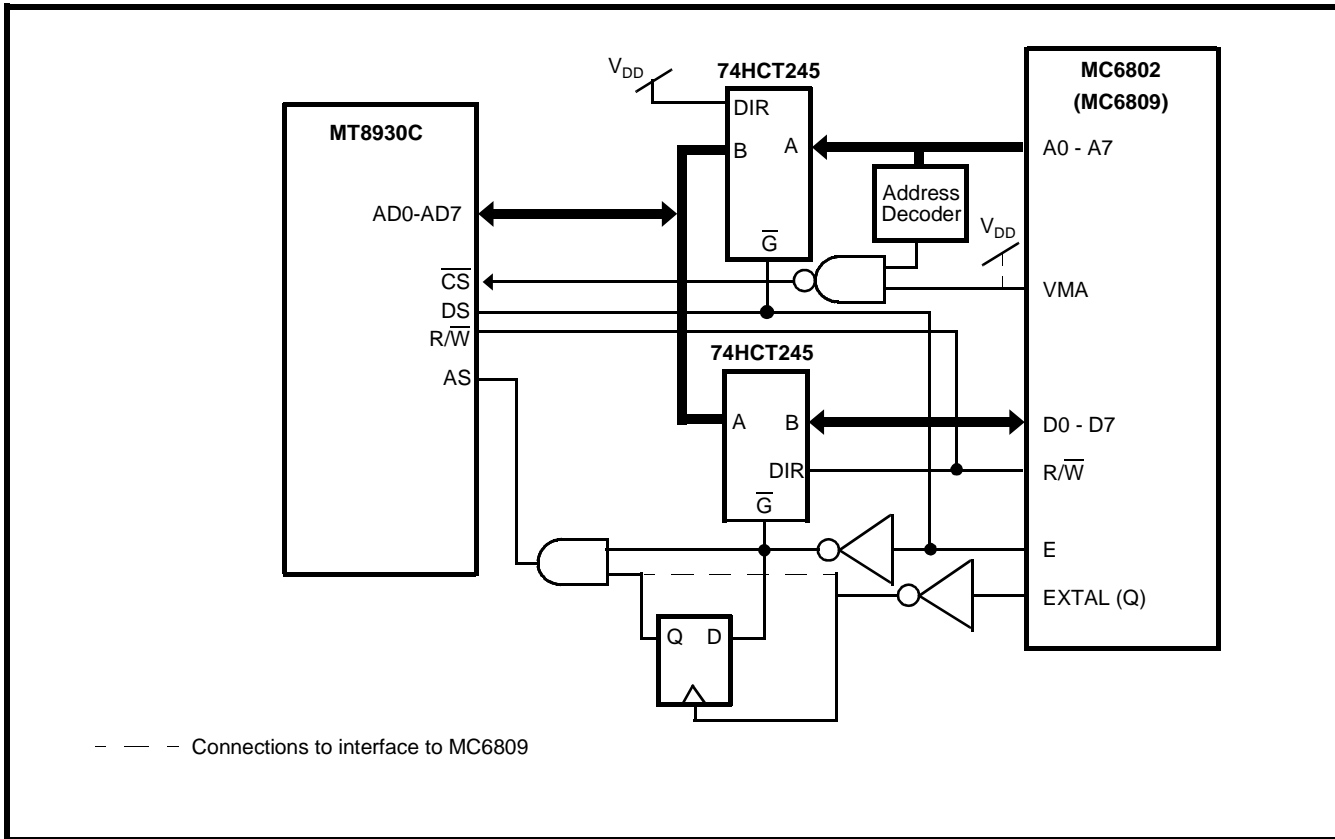 MT8930C
AD0-AD7
C̅S̅
DS
R/W̅
AS
V_DD
74HCT245
DIR
B
A
G̅
Address
Decoder
V_DD
74HCT245
A
B
DIR
G̅
Q
D
MC6802
(MC6809)
A0 - A7
VMA
D0 - D7
R/W̅
E
EXTAL (Q)
Connections to interface to MC6809